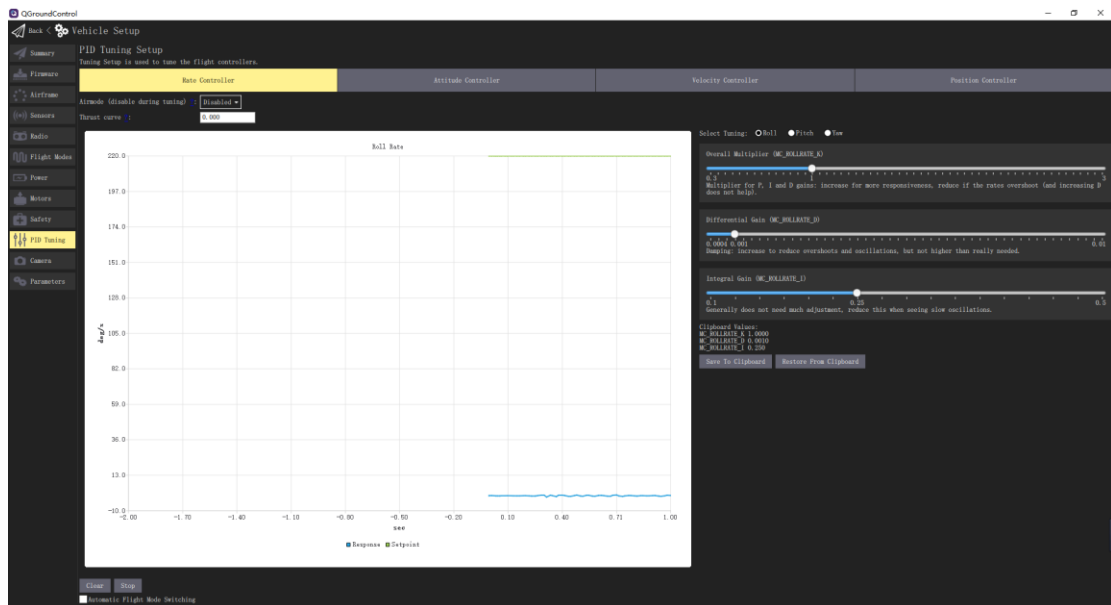 QGroundControl
Back < Vehicle Setup
Summary
Firmware
Airframe
Sensors
Radio
Flight Modes
Power
Motors
Safety
PID Tuning
Camera
Parameters
PID Tuning Setup
Tuning Setup is used to tune the flight controllers.
Rate Controller
Attitude Controller
Velocity Controller
Position Controller
Airmode (disable during tuning) : Disabled
Thrust curve : 0.000
Roll Rate
220.0
197.0
174.0
151.0
128.0
105.0
82.0
59.0
36.0
13.0
-10.0
deg/s
-2.00 -1.70 -1.40 -1.10 -0.80 -0.50 -0.20 0.10 0.40 0.71 1.00
sec
Response Setpoint
Clear Stop
Automatic Flight Mode Switching
Select Tuning: Roll Pitch Yaw
Overall Multiplier (MC_ROLLRATE_K)
0.3 1 3
Multiplier for P, I and D gains: increase for more responsiveness, reduce if the rates overshoot (and increasing D
does not help).
Differential Gain (MC_ROLLRATE_D)
0.0004 0.001 0.01
Damping: increase to reduce overshoots and oscillations, but not higher than really needed.
Integral Gain (MC_ROLLRATE_I)
0.1 0.25 0.5
Generally does not need much adjustment, reduce this when seeing slow oscillations.
Clipboard Values:
MC_ROLLRATE_K 1.0000
MC_ROLLRATE_D 0.0010
MC_ROLLRATE_I 0.250
Save To Clipboard Restore From Clipboard